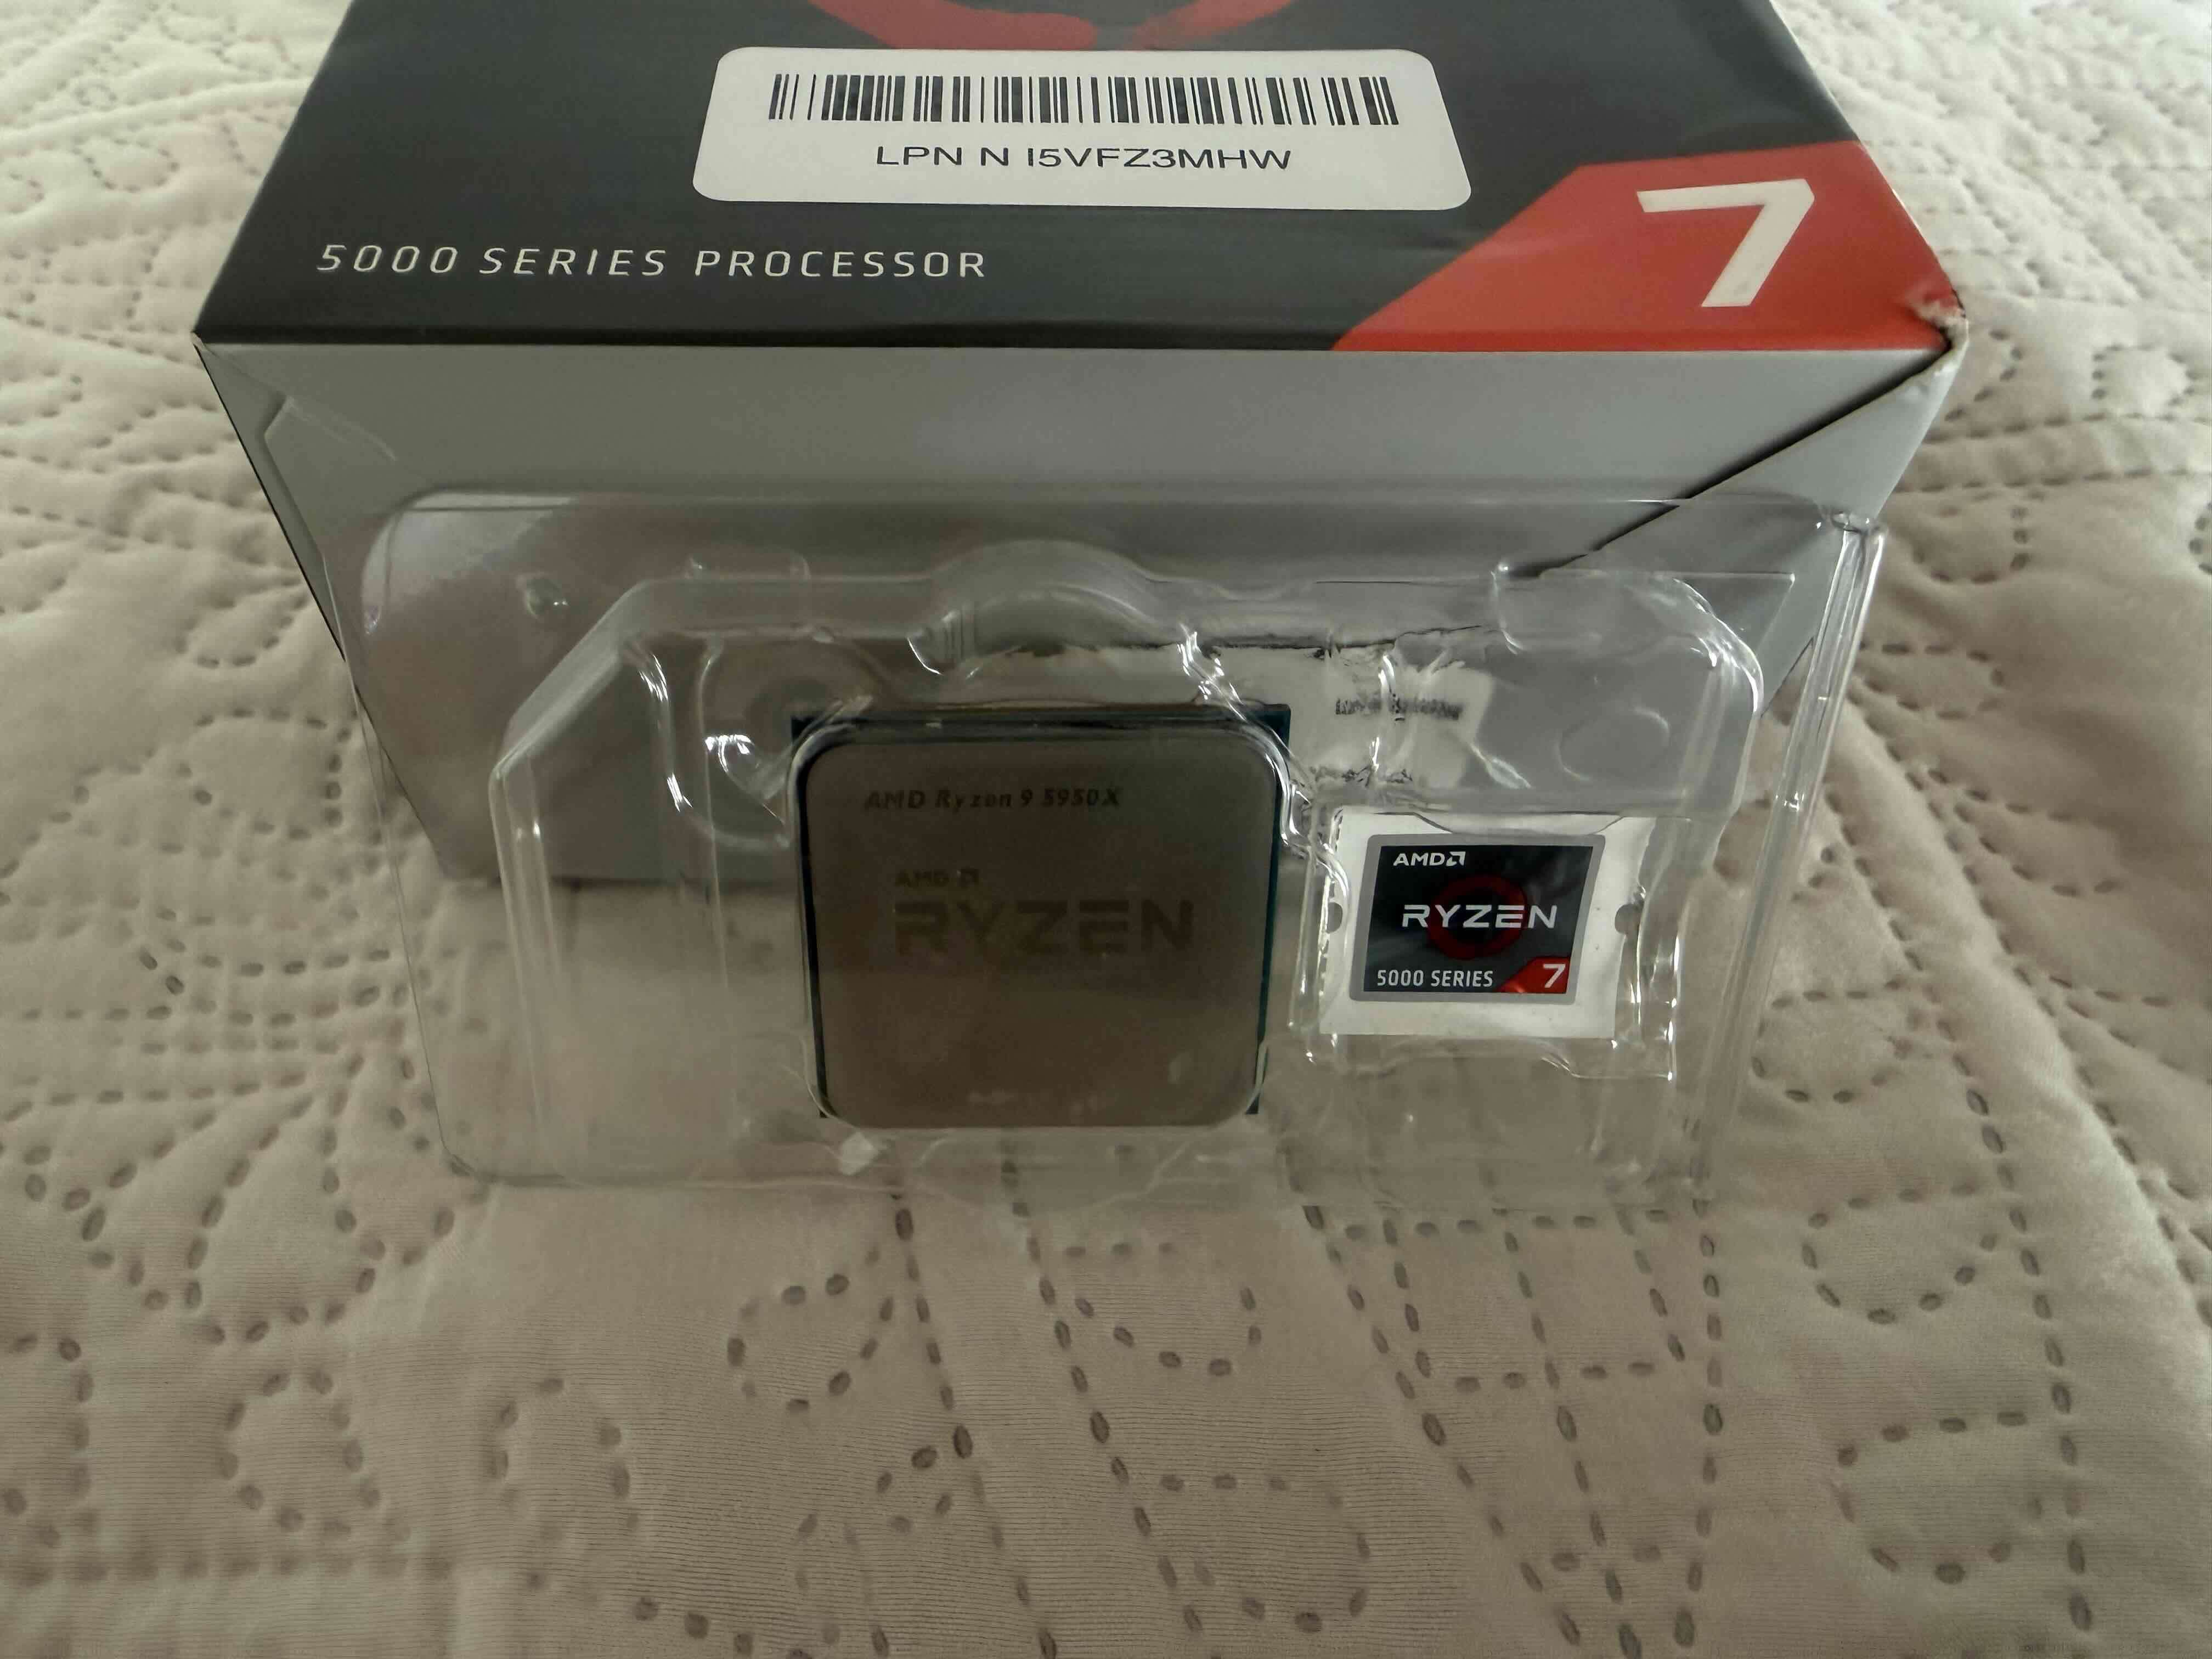 LPN N I5VFZ3MHW
5000 SERIES PROCESSOR
7
AMD Ryzen 9 5950X
AMD
RYZEN
AMD
RYZEN
5000 SERIES 7